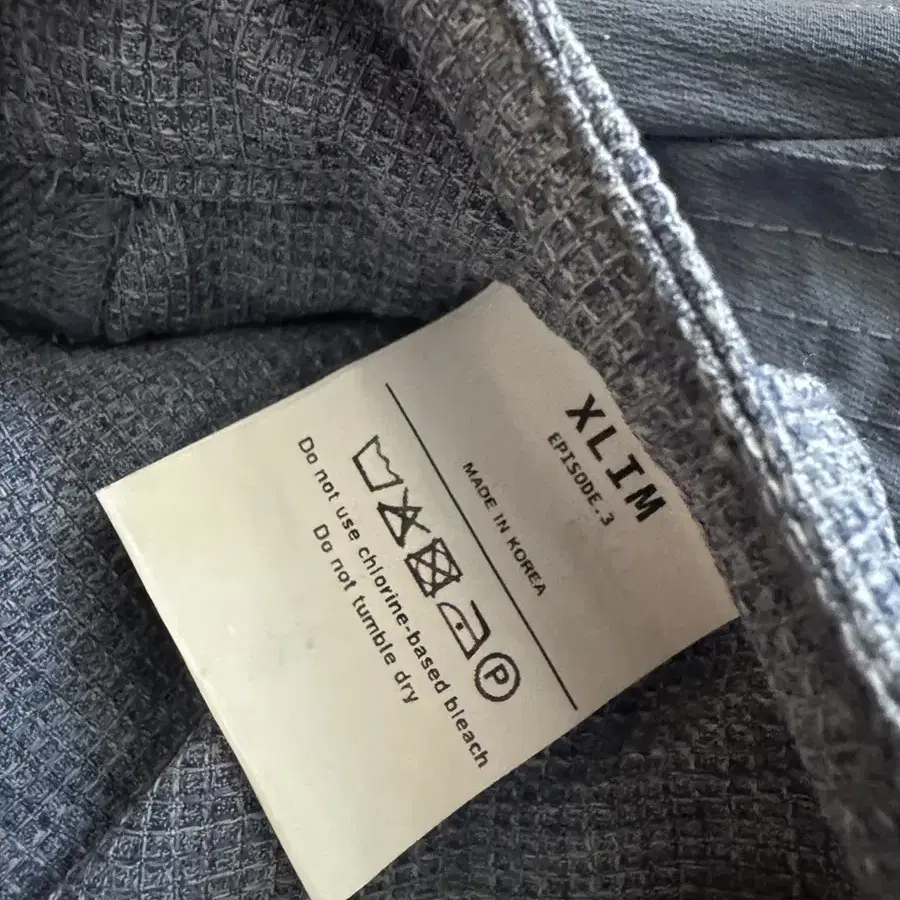 XLIM
EPISODE.3
MADE IN KOREA
P
Do not use chlorine-based bleach
Do not tumble dry